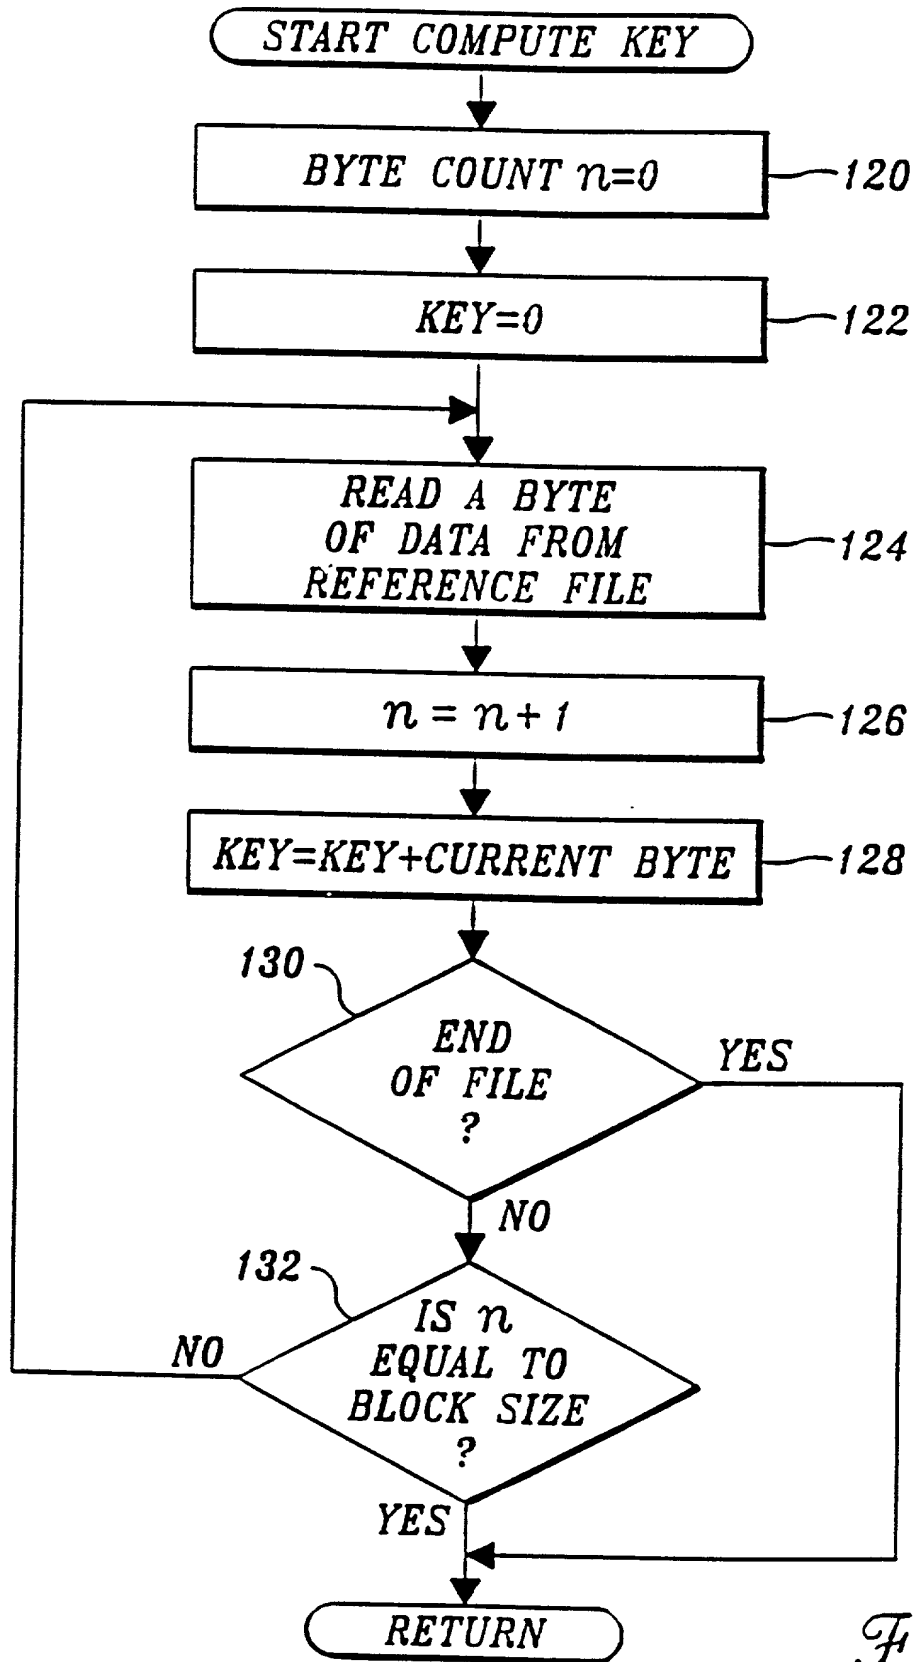 START COMPUTE KEY
BYTE COUNT n=0
120
KEY=0
122
READ A BYTE
OF DATA FROM
REFERENCE FILE
124
n = n + 1
126
KEY=KEY+CURRENT BYTE
128
130
END
OF FILE
?
YES
NO
132
IS n
EQUAL TO
BLOCK SIZE
?
NO
YES
RETURN
F